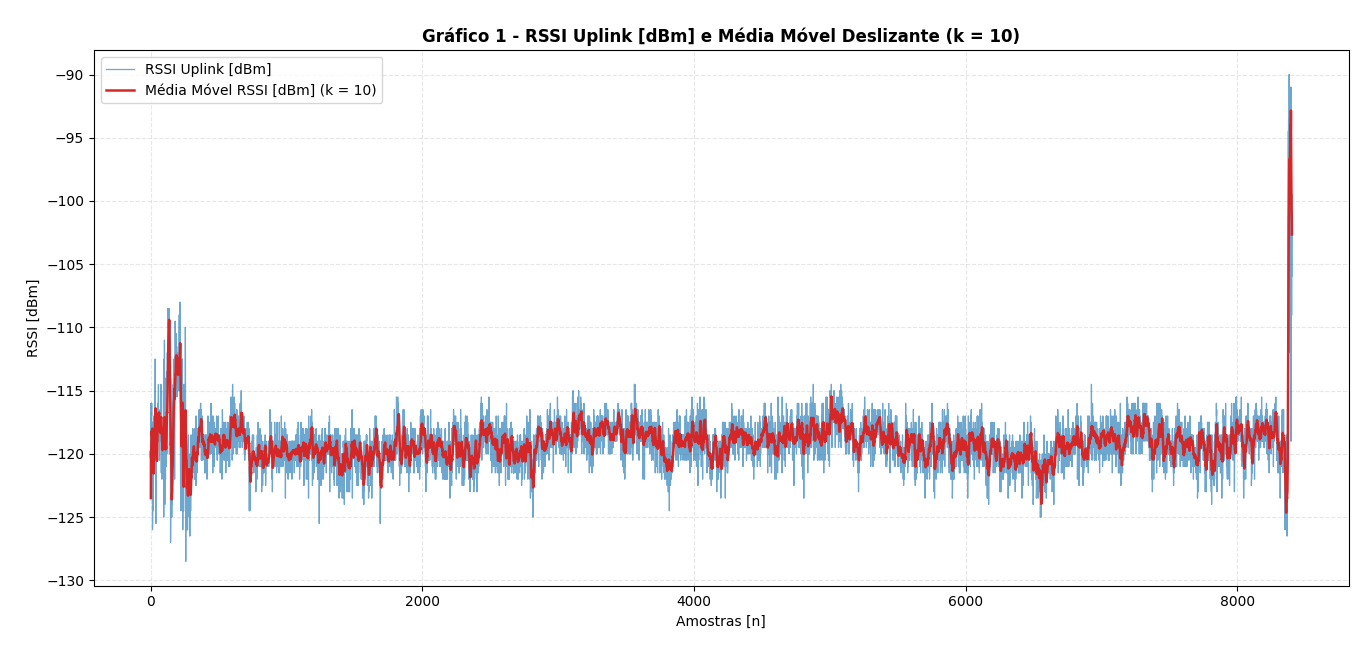 Gráfico 1 - RSSI Uplink [dBm] e Média Móvel Deslizante (k = 10)
RSSI Uplink [dBm]
Média Móvel RSSI [dBm] (k = 10)
RSSI [dBm]
−90
−95
−100
−105
−110
−115
−120
−125
−130
0
2000
4000
6000
8000
Amostras [n]